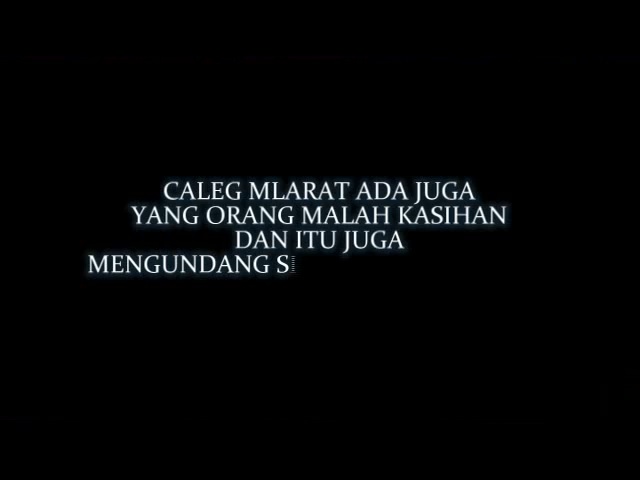 CALEG MLARAT ADA JUGA
YANG ORANG MALAH KASIHAN
DAN ITU JUGA
MENGUNDANG